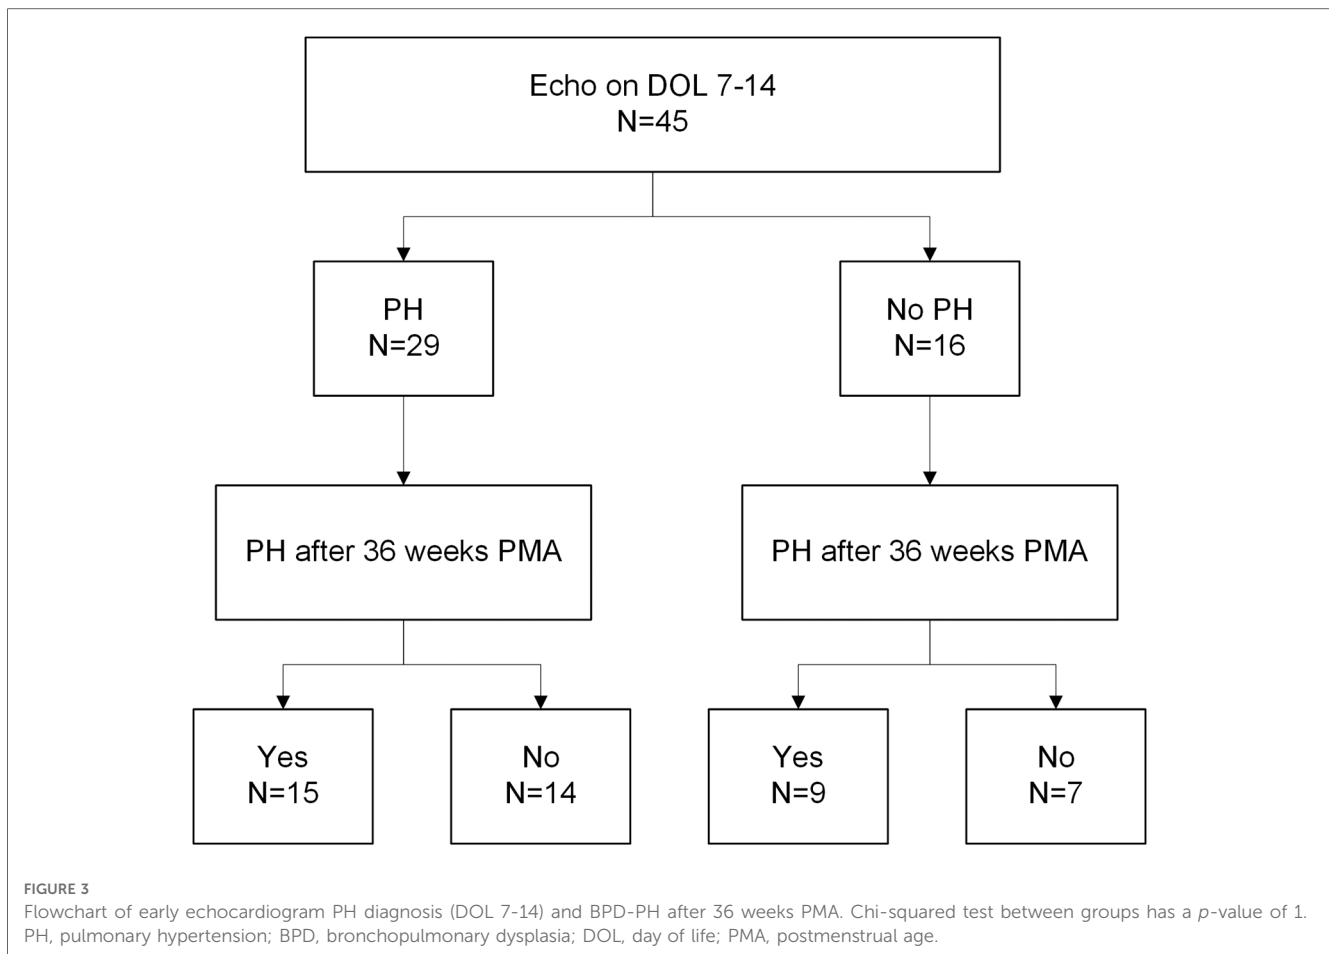 Echo on DOL 7-14
N=45
PH
N=29
No PH
N=16
PH after 36 weeks PMA
PH after 36 weeks PMA
Yes
N=15
No
N=14
Yes
N=9
No
N=7
FIGURE 3
Flowchart of early echocardiogram PH diagnosis (DOL 7-14) and BPD-PH after 36 weeks PMA. Chi-squared test between groups has a p-value of 1.
PH, pulmonary hypertension; BPD, bronchopulmonary dysplasia; DOL, day of life; PMA, postmenstrual age.